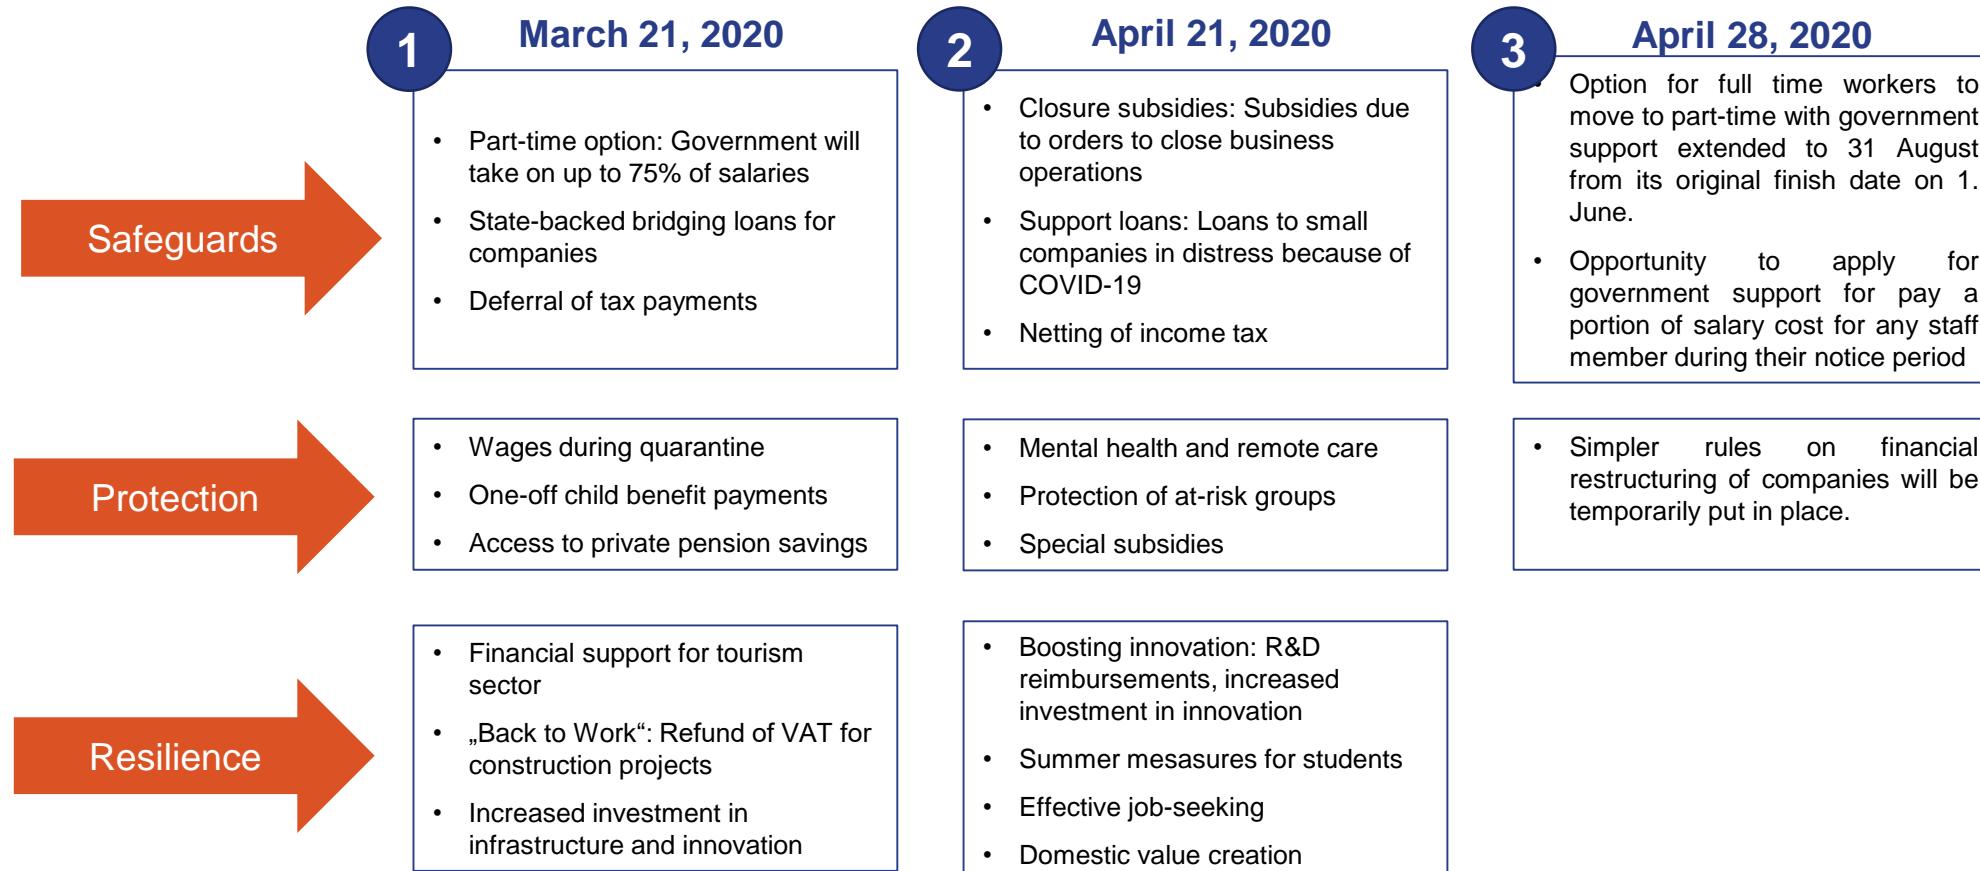 1
March 21, 2020
2
April 21, 2020
3
April 28, 2020
Safeguards
• Part-time option: Government will
take on up to 75% of salaries
• State-backed bridging loans for
companies
• Deferral of tax payments
• Closure subsidies: Subsidies due
to orders to close business
operations
• Support loans: Loans to small
companies in distress because of
COVID-19
• Netting of income tax
• Option for full time workers to
move to part-time with government
support extended to 31 August
from its original finish date on 1.
June.
• Opportunity to apply for
government support for pay a
portion of salary cost for any staff
member during their notice period
Protection
• Wages during quarantine
• One-off child benefit payments
• Access to private pension savings
• Mental health and remote care
• Protection of at-risk groups
• Special subsidies
• Simpler rules on financial
restructuring of companies will be
temporarily put in place.
Resilience
• Financial support for tourism
sector
• „Back to Work“: Refund of VAT for
construction projects
• Increased investment in
infrastructure and innovation
• Boosting innovation: R&D
reimbursements, increased
investment in innovation
• Summer mesasures for students
• Effective job-seeking
• Domestic value creation